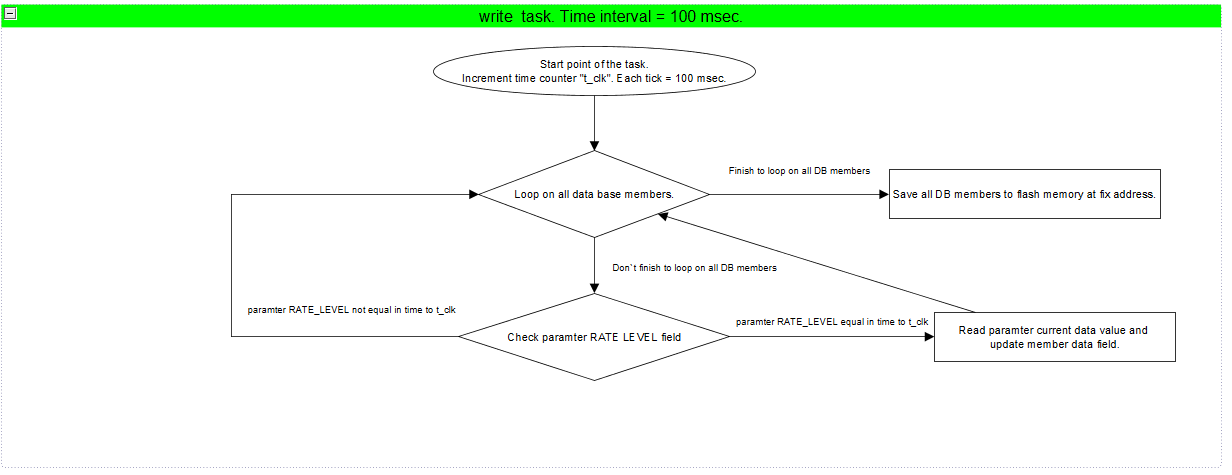 write  task. Time interval = 100 msec.
Start point of the task.
Increment time counter "t_clk". Each tick = 100 msec.
Finish to loop on all DB members
Loop on all data base members.
Save all DB members to flash memory at fix address.
Don`t finish to loop on all DB members
paramter RATE_LEVEL not equal in time to t_clk
paramter RATE_LEVEL equal in time to t_clk
Check paramter RATE LEVEL field
Read paramter current data value and
update member data field.